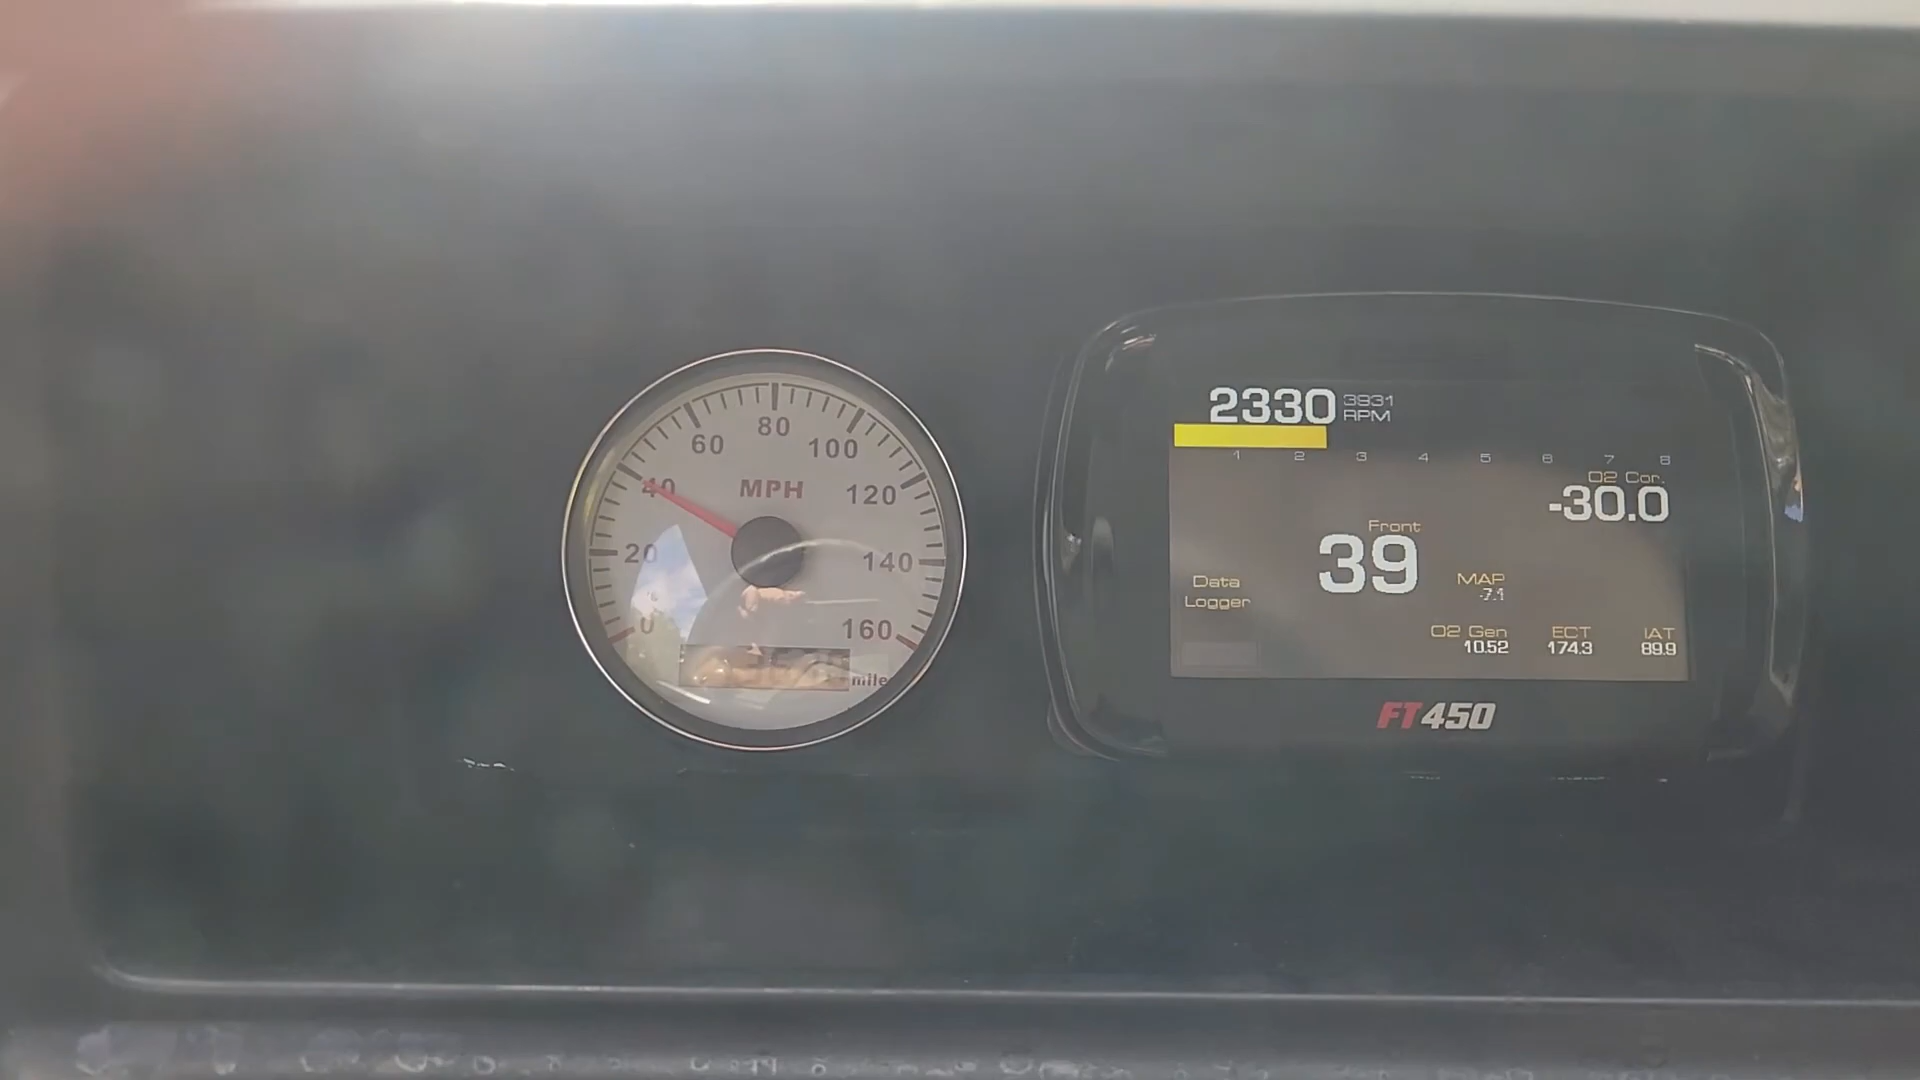 0
20
40
60
80
100
120
140
160
MPH
mile
2330 3931
RPM
1 2 3 4 5 6 7 8
O2 Cor.
-30.0
Front
39
MAP
-7.1
Data
Logger
O2 Gen
10.52
ECT
174.3
IAT
89.9
FT450